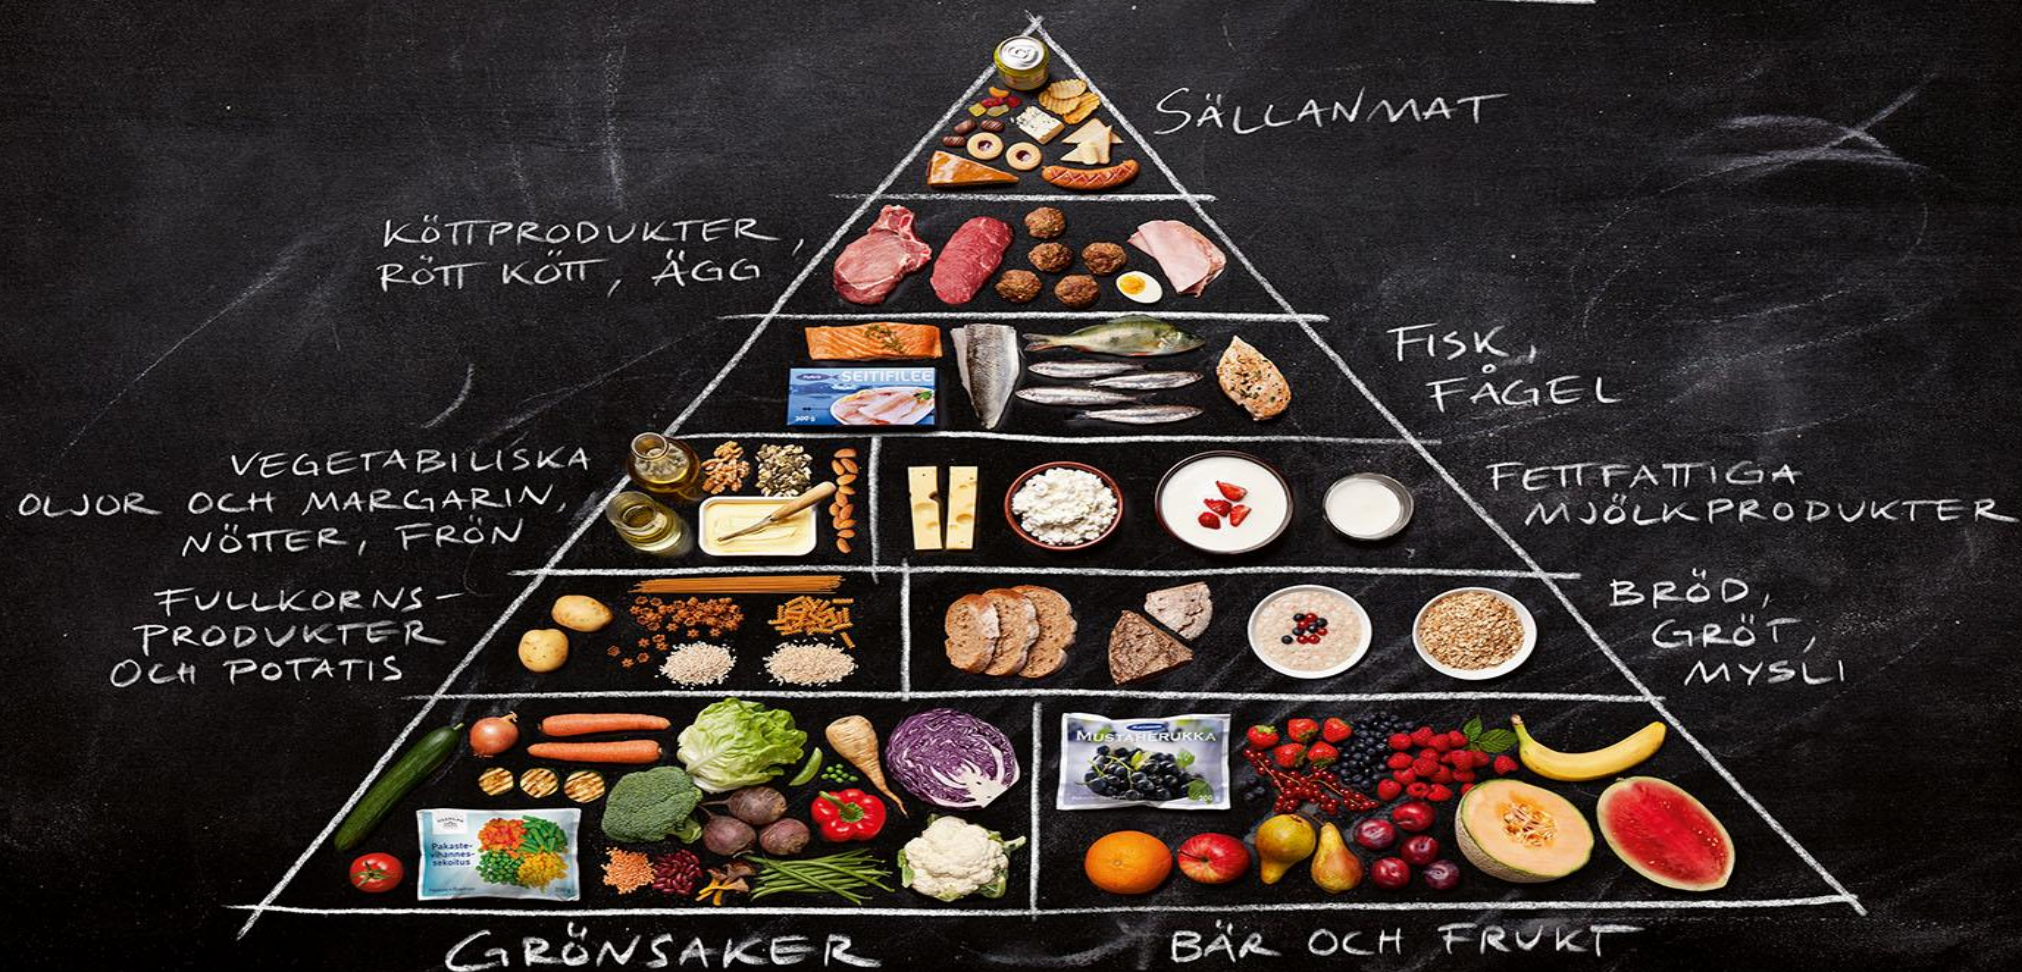 SÄLLANMAT
KÖTTPRODUKTER,
RÖTT KÖTT, ÄGG
FISK,
FÅGEL
SEITIFILEE
300 g
VEGETABILISKA
OLJOR OCH MARGARIN,
NÖTTER, FRÖN
FETTFATTIGA
MJÖLKPRODUKTER
FULLKORNS-
PRODUKTER
OCH POTATIS
BRÖD,
GRÖT,
MYSLI
MUSTAHERUKKA
Pakaste-
vihannes-
sekoitus
GRÖNSAKER
BÄR OCH FRUKT